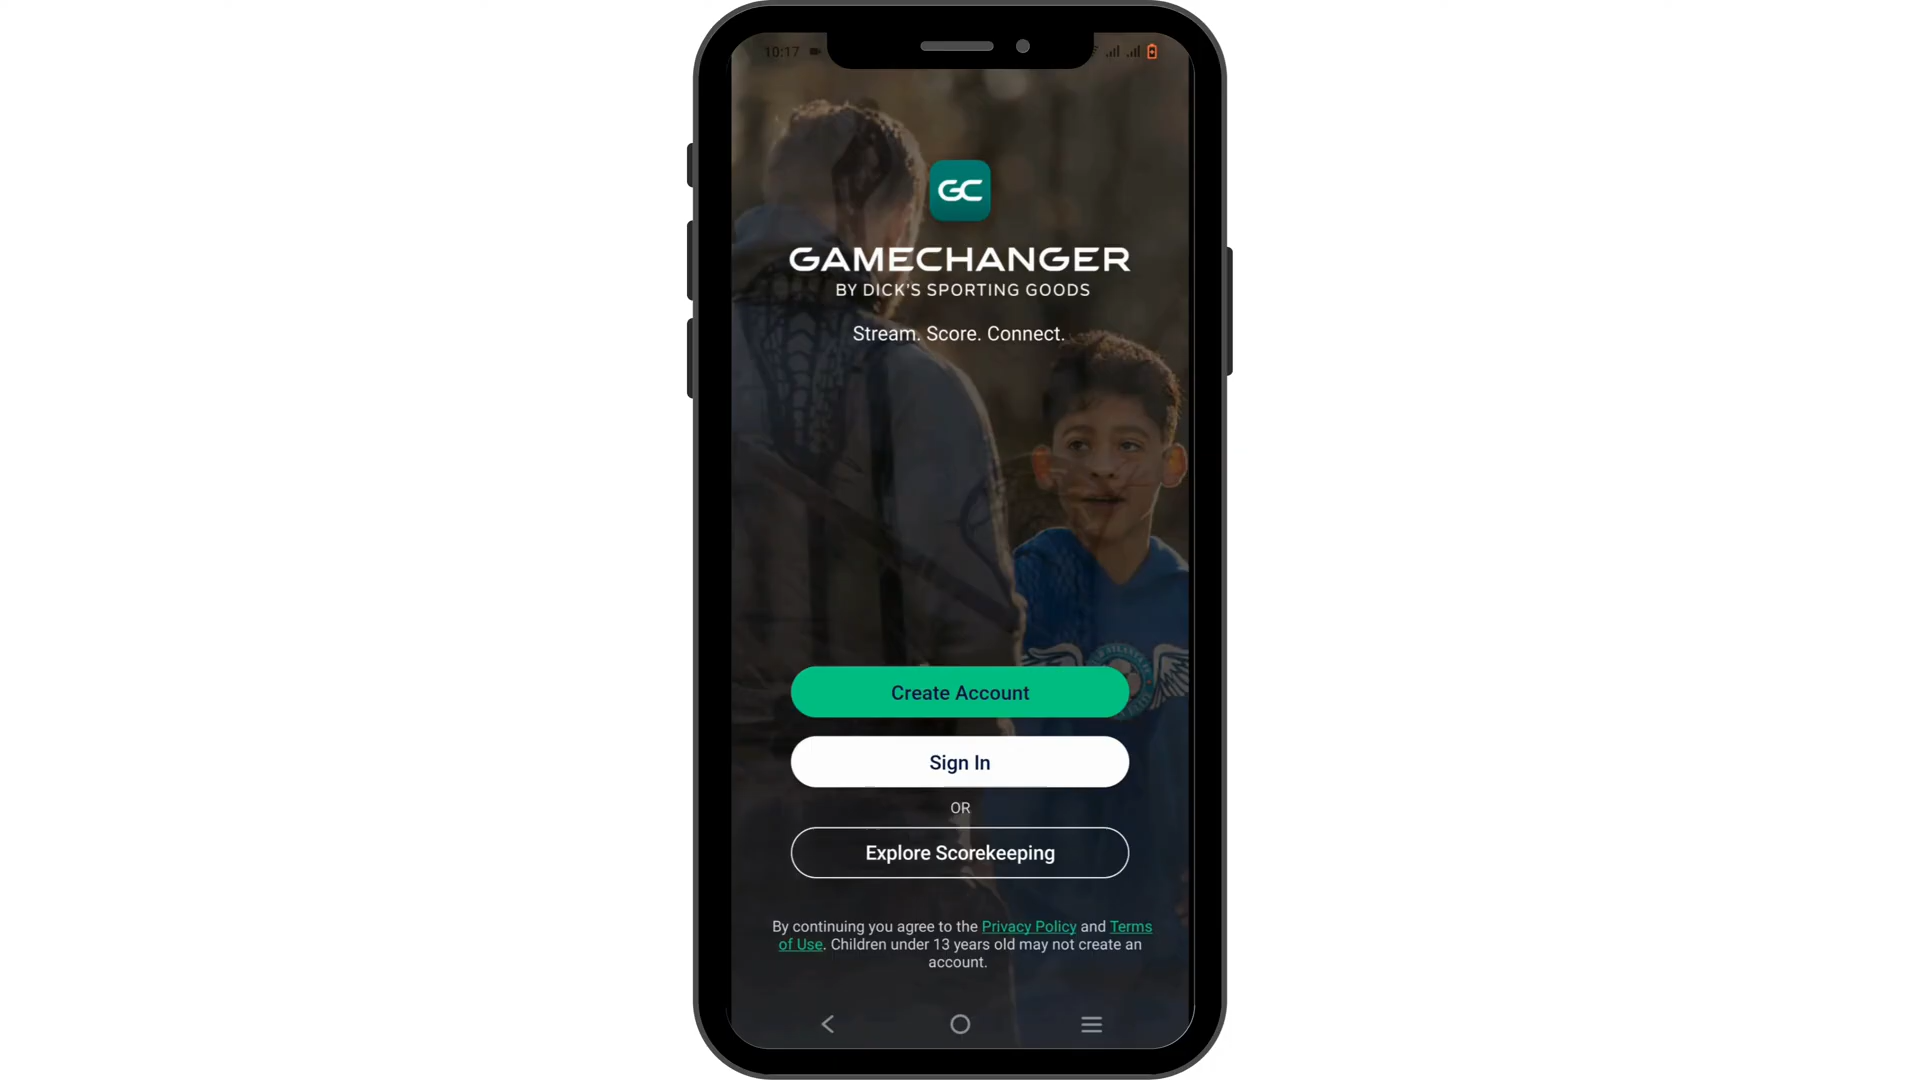 10:17
GC
GAMECHANGER
BY DICK'S SPORTING GOODS
Stream. Score. Connect.
Create Account
Sign In
OR
Explore Scorekeeping
By continuing you agree to the Privacy Policy and Terms
of Use. Children under 13 years old may not create an
account.